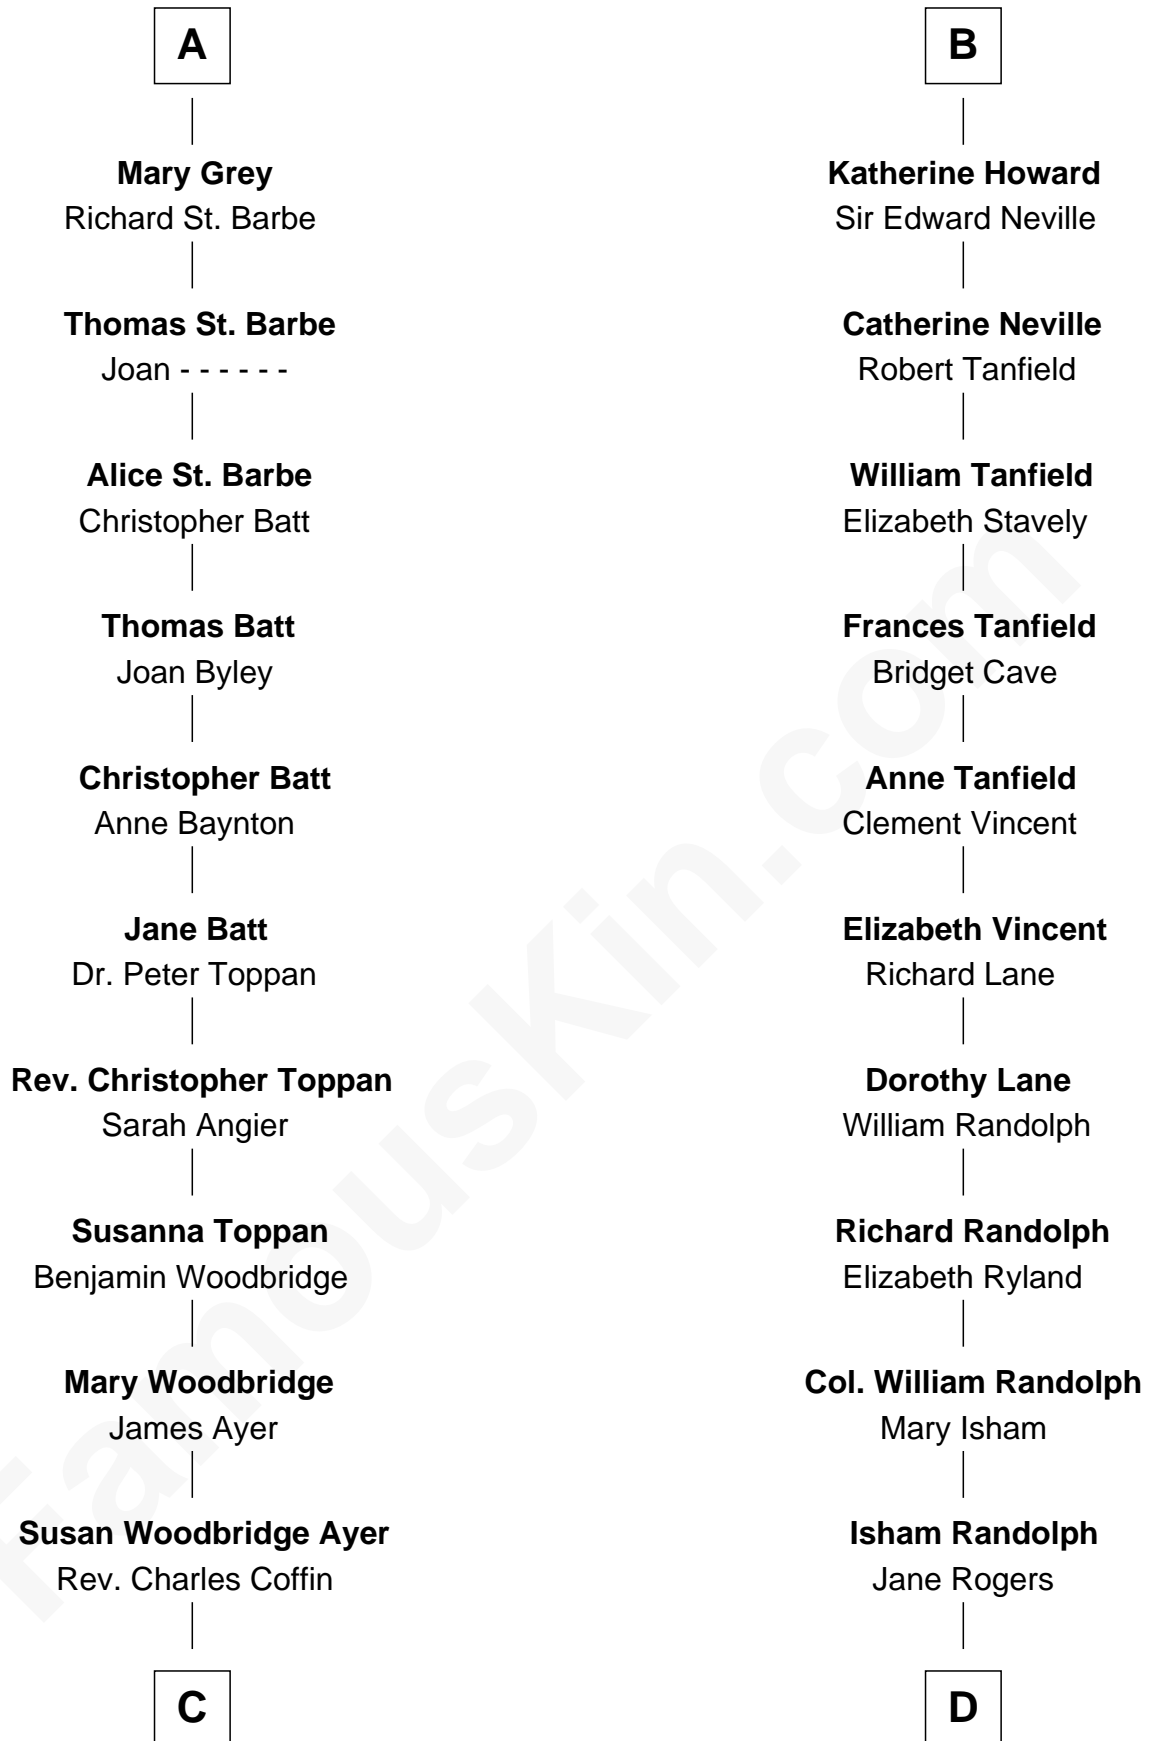 A
Mary Grey
Richard St. Barbe
Thomas St. Barbe
Joan - - - - - -
Alice St. Barbe
Christopher Batt
Thomas Batt
Joan Byley
Christopher Batt
Anne Baynton
Jane Batt
Dr. Peter Toppan
Rev. Christopher Toppan
Sarah Angier
Susanna Toppan
Benjamin Woodbridge
Mary Woodbridge
James Ayer
Susan Woodbridge Ayer
Rev. Charles Coffin
C
B
Katherine Howard
Sir Edward Neville
Catherine Neville
Robert Tanfield
William Tanfield
Elizabeth Stavely
Frances Tanfield
Bridget Cave
Anne Tanfield
Clement Vincent
Elizabeth Vincent
Richard Lane
Dorothy Lane
William Randolph
Richard Randolph
Elizabeth Ryland
Col. William Randolph
Mary Isham
Isham Randolph
Jane Rogers
D
FamousKin.com